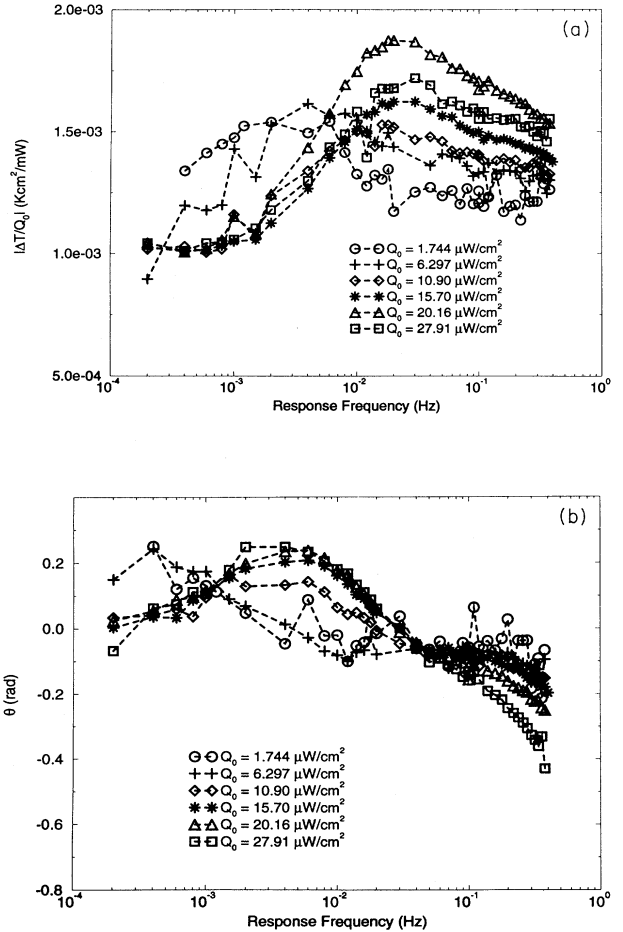 (a)
2.0e-03
1.5e-03
1.0e-03
5.0e-04
|ΔT/Q₀| (Kcm²/mW)
Q₀ = 1.744 μW/cm²
Q₀ = 6.297 μW/cm²
Q₀ = 10.90 μW/cm²
Q₀ = 15.70 μW/cm²
Q₀ = 20.16 μW/cm²
Q₀ = 27.91 μW/cm²
10⁻⁴ 10⁻³ 10⁻² 10⁻¹ 10⁰
Response Frequency (Hz)
(b)
0.2
0.0
-0.2
-0.4
-0.6
-0.8
θ (rad)
Q₀ = 1.744 μW/cm²
Q₀ = 6.297 μW/cm²
Q₀ = 10.90 μW/cm²
Q₀ = 15.70 μW/cm²
Q₀ = 20.16 μW/cm²
Q₀ = 27.91 μW/cm²
10⁻⁴ 10⁻³ 10⁻² 10⁻¹ 10⁰
Response Frequency (Hz)